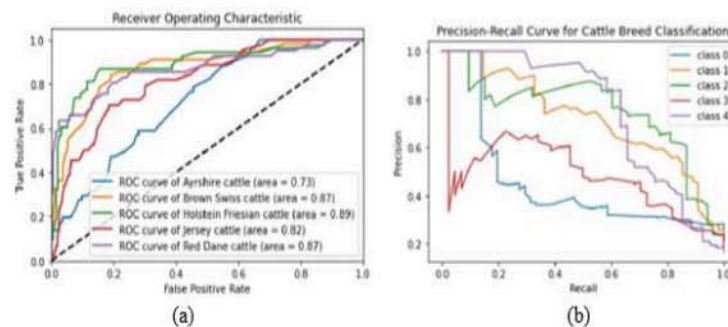 Receiver Operating Characteristic
1.0
0.8
0.6
0.4
0.2
0.0
True Positive Rate
ROC curve of Ayrshire cattle (area = 0.73)
ROC curve of Brown Swiss cattle (area = 0.87)
ROC curve of Holstein Friesian cattle (area = 0.89)
ROC curve of Jersey cattle (area = 0.82)
ROC curve of Red Dane cattle (area = 0.87)
0.0 0.2 0.4 0.6 0.8 1.0
False Positive Rate
(a)
Precision-Recall Curve for Cattle Breed Classification
1.0
0.8
0.6
0.4
0.2
Precision
class 0
class 1
class 2
class 3
class 4
0.0 0.2 0.4 0.6 0.8 1.0
Recall
(b)